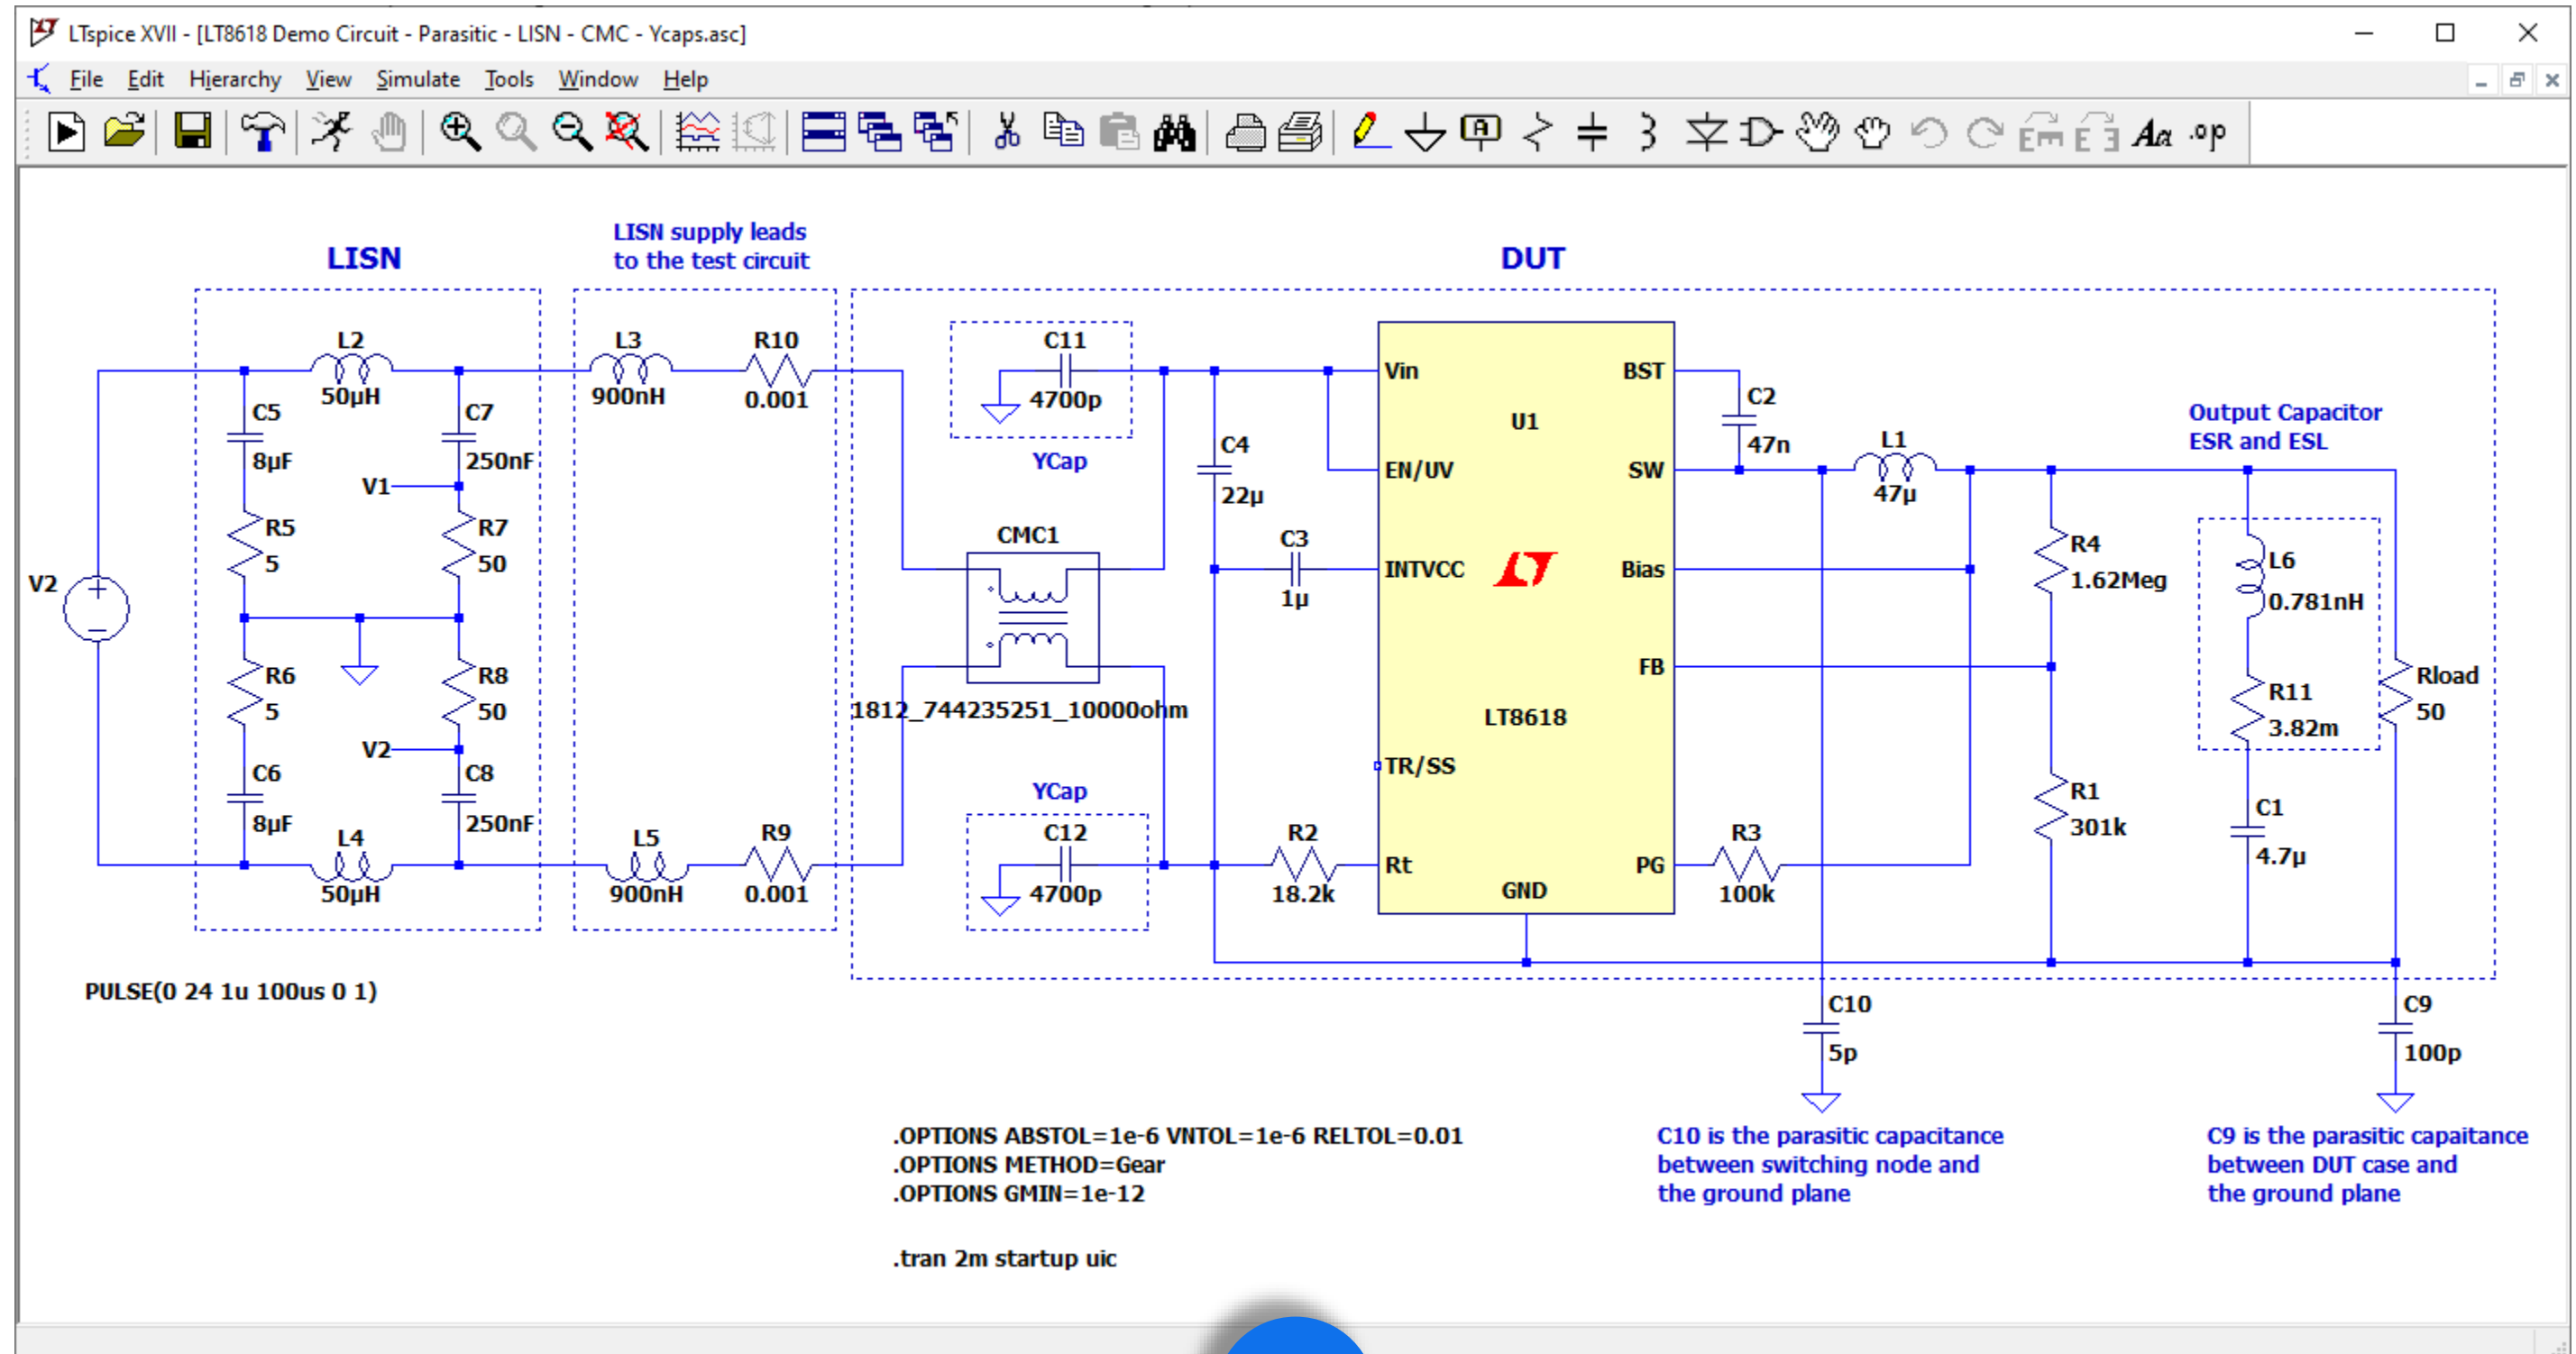 LTspice XVII - [LT8618 Demo Circuit - Parasitic - LISN - CMC - Ycaps.asc]
File Edit Hierarchy View Simulate Tools Window Help
A
Aa .op
LISN
LISN supply leads
to the test circuit
DUT
L2
50µH
C5
8µF
C7
250nF
V1
R5
5
R7
50
V2
R6
5
R8
50
V2
C6
8µF
C8
250nF
L4
50µH
PULSE(0 24 1u 100us 0 1)
L3
900nH
R10
0.001
L5
900nH
R9
0.001
C11
4700p
YCap
CMC1
1812_744235251_10000ohm
YCap
C12
4700p
C4
22µ
C3
1µ
R2
18.2k
Vin
EN/UV
INTVCC
TR/SS
Rt
U1
LT8618
GND
BST
SW
Bias
FB
PG
C2
47n
L1
47µ
R3
100k
R4
1.62Meg
R1
301k
Output Capacitor
ESR and ESL
L6
0.781nH
R11
3.82m
C1
4.7µ
Rload
50
C10
5p
C9
100p
C10 is the parasitic capacitance
between switching node and
the ground plane
C9 is the parasitic capaitance
between DUT case and
the ground plane
.OPTIONS ABSTOL=1e-6 VNTOL=1e-6 RELTOL=0.01
.OPTIONS METHOD=Gear
.OPTIONS GMIN=1e-12
.tran 2m startup uic